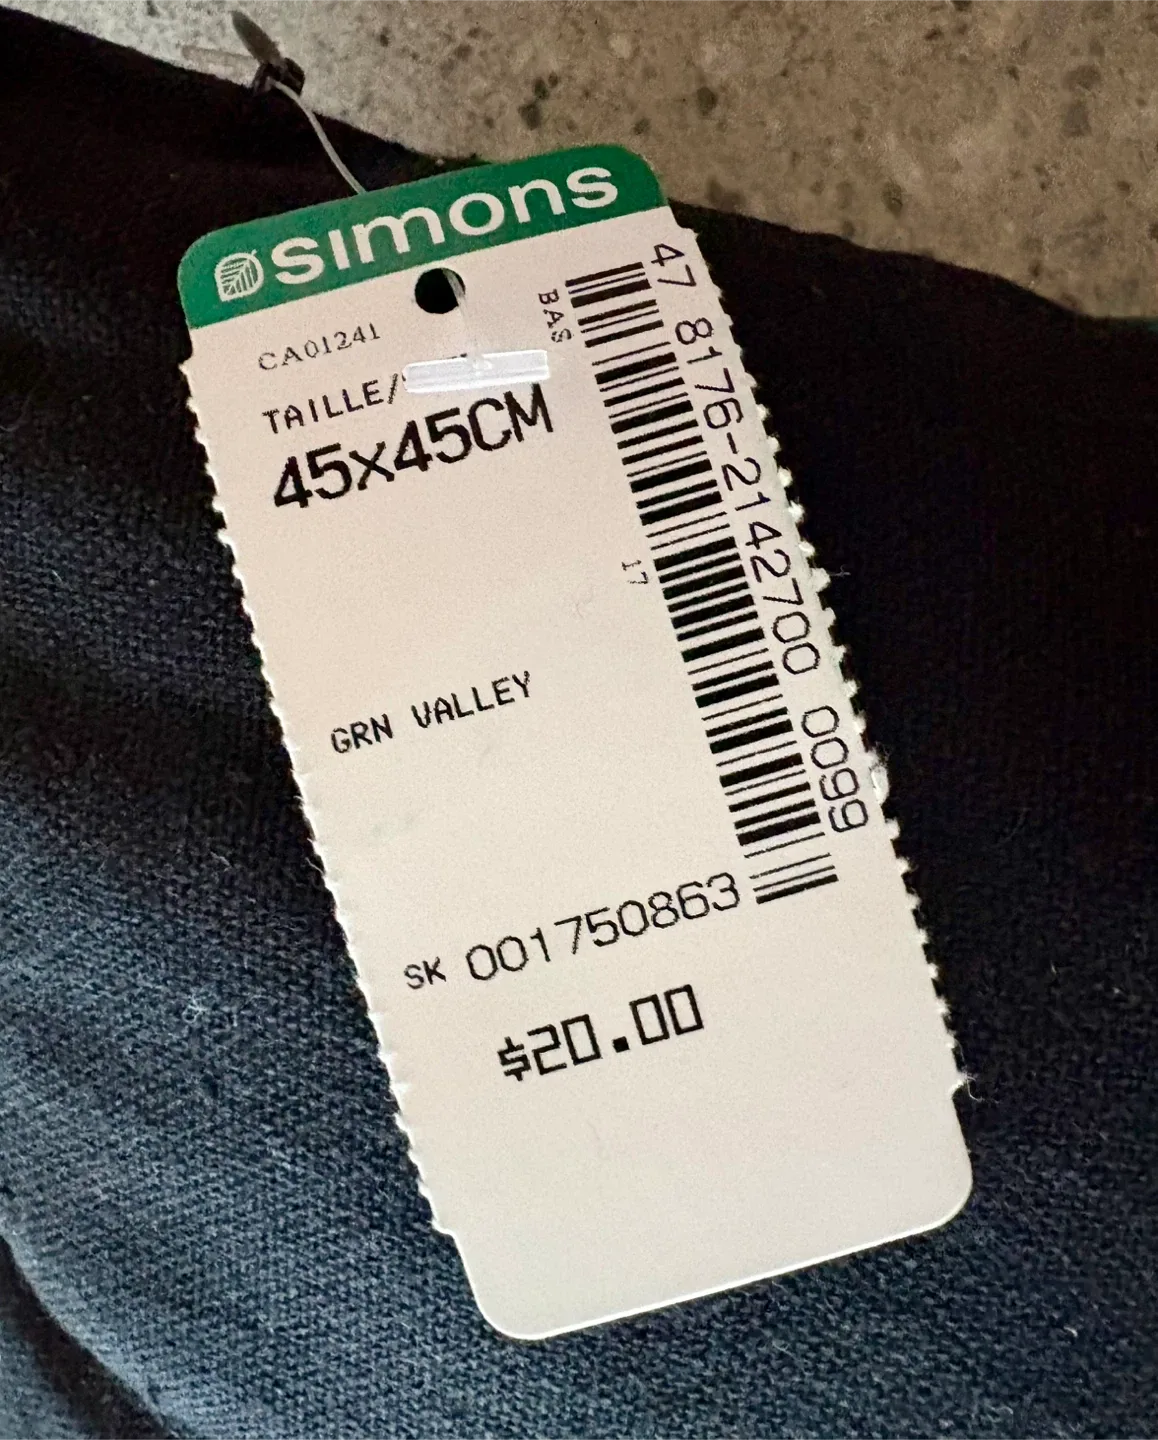 simons
CA01241
TAILLE/
45x45CM
BAS
47 8176-2142700 0099
17
GRN VALLEY
SK 001750863
$20.00